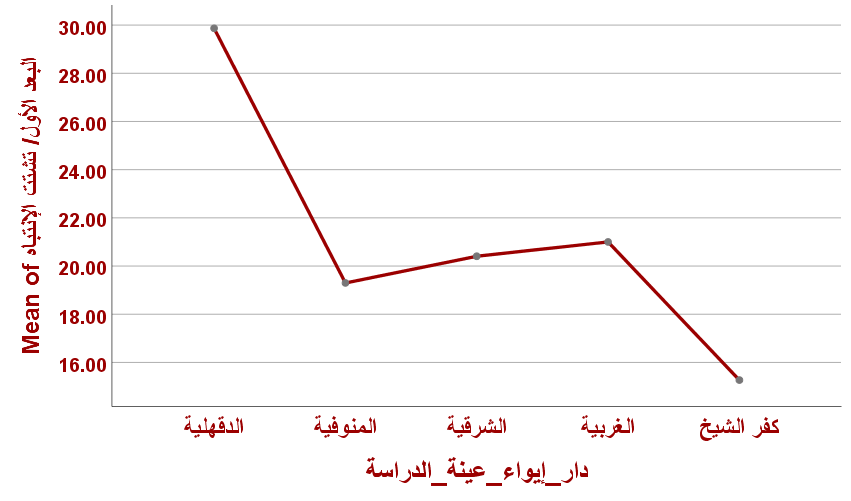 30.00
28.00
26.00
24.00
22.00
20.00
18.00
16.00
Mean of البعد الأول/ تشتت الإنتباه
الدقهلية
المنوفية
الشرقية
الغربية
كفر الشيخ
دار_إيواء_عينة_الدراسة